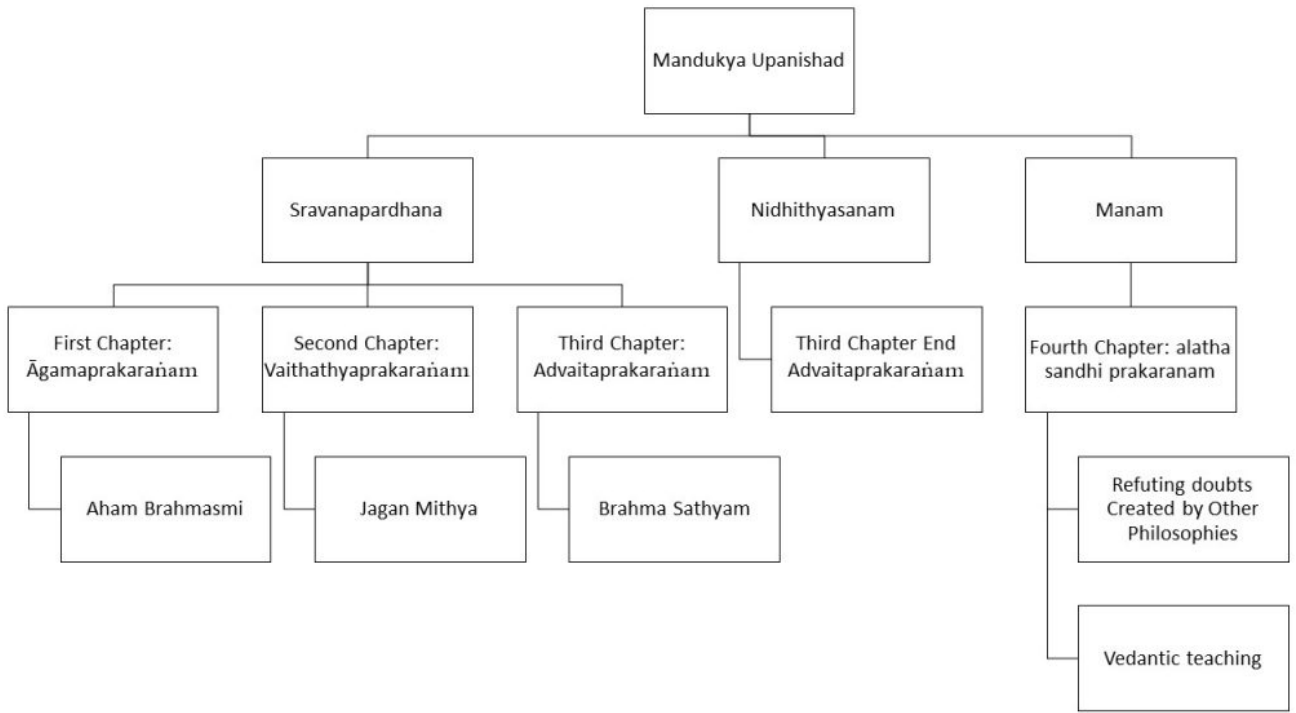 Mandukya Upanishad
Sravanapardhana
Nidhithyasanam
Manam
First Chapter:
Āgamaprakaraṅam
Second Chapter:
Vaithathyaprakaraṅam
Third Chapter:
Advaitaprakaraṅam
Third Chapter End
Advaitaprakaraṅam
Fourth Chapter: alatha
sandhi prakaranam
Aham Brahmasmi
Jagan Mithya
Brahma Sathyam
Refuting doubts
Created by Other
Philosophies
Vedantic teaching